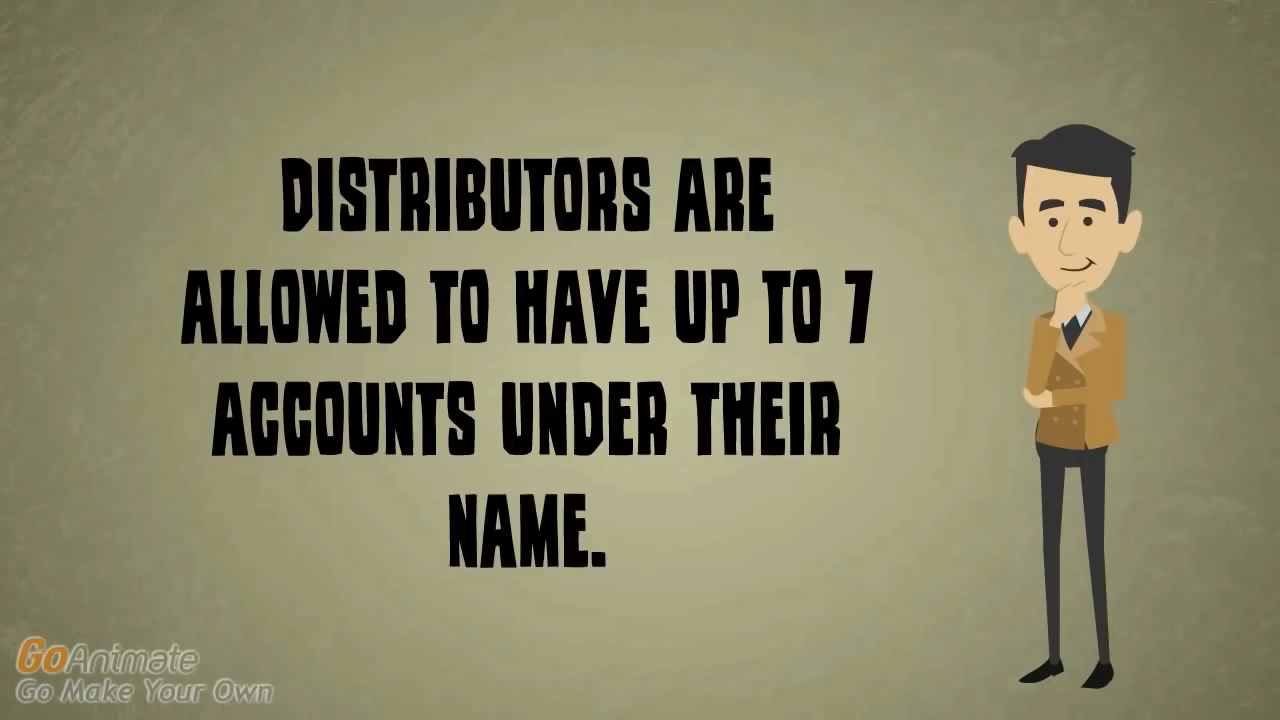 DISTRIBUTORS ARE
ALLOWED TO HAVE UP TO 7
ACCOUNTS UNDER THEIR
NAME.
GoAnimate
Go Make Your Own